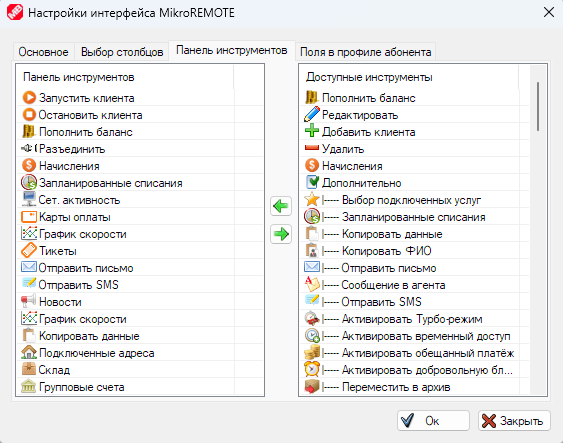 Настройки интерфейса MikroREMOTE
Основное
Выбор столбцов
Панель инструментов
Поля в профиле абонента
Панель инструментов
Запустить клиента
Остановить клиента
Пополнить баланс
Разъединить
Начисления
Запланированные списания
Сет. активность
Карты оплаты
График скорости
Тикеты
Отправить письмо
Отправить SMS
Новости
График скорости
Копировать данные
Подключенные адреса
Склад
Групповые счета
Доступные инструменты
Пополнить баланс
Редактировать
Добавить клиента
Удалить
Начисления
Дополнительно
|----- Выбор подключенных услуг
|----- Запланированные списания
|----- Копировать данные
|----- Копировать ФИО
|----- Отправить письмо
|----- Сообщение в агента
|----- Отправить SMS
|----- Активировать Турбо-режим
|----- Активировать временный доступ
|----- Активировать обещанный платёж
|----- Активировать добровольную бл...
|----- Переместить в архив
Ок
Закрыть